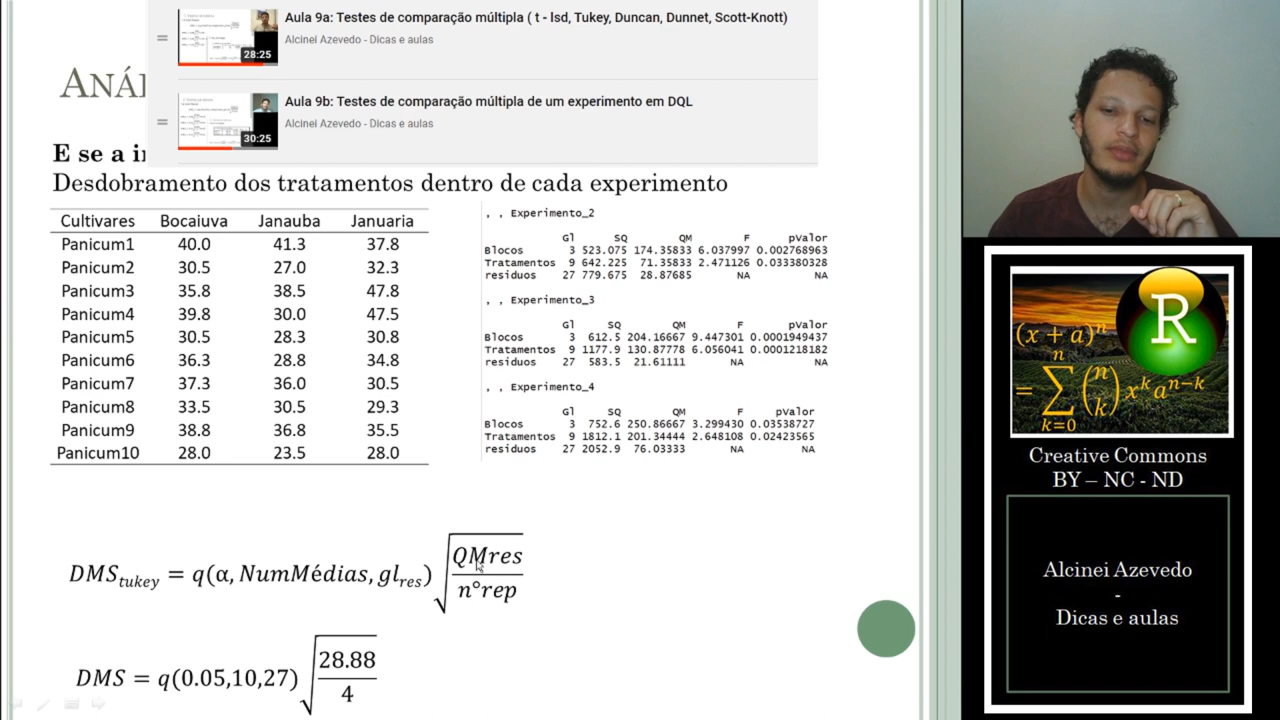 ula 9a: Testes de comparação múltipla ( t - lsd, Tukey, Duncan, Dunnet, Scott-Knott)
Alcinei Azevedo - Dicas e aulas
28:25
ula 9b: Testes de comparação múltipla de um experimento em DQL
Alcinei Azevedo - Dicas e aulas
30:25
ANÁL
E se a in
Desdobramento dos tratamentos dentro de cada experimento
Cultivares Bocaiuva Janauba Januaria
Panicum1 40.0 41.3 37.8
Panicum2 30.5 27.0 32.3
Panicum3 35.8 38.5 47.8
Panicum4 39.8 30.0 47.5
Panicum5 30.5 28.3 30.8
Panicum6 36.3 28.8 34.8
Panicum7 37.3 36.0 30.5
Panicum8 33.5 30.5 29.3
Panicum9 38.8 36.8 35.5
Panicum10 28.0 23.5 28.0
, , Experimento_2
Gl SQ QM F pValor
Blocos 3 523.075 174.35833 6.037997 0.002768963
Tratamentos 9 642.225 71.35833 2.471126 0.033380328
residuos 27 779.675 28.87685 NA NA
, , Experimento_3
Gl SQ QM F pValor
Blocos 3 612.5 204.16667 9.447301 0.0001949437
Tratamentos 9 1177.9 130.87778 6.056041 0.0001218182
residuos 27 583.5 21.61111 NA NA
, , Experimento_4
Gl SQ QM F pValor
Blocos 3 752.6 250.86667 3.299430 0.03538727
Tratamentos 9 1812.1 201.34444 2.648108 0.02423565
residuos 27 2052.9 76.03333 NA NA
DMS_tukey = q(α, NumMédias, gl_res) √(QMres / n°rep)
DMS = q(0.05,10,27) √(28.88 / 4)
R
(x + a)^n
= ∑_{k=0}^{n} (n k) x^k a^{n-k}
Creative Commons
BY – NC - ND
Alcinei Azevedo
-
Dicas e aulas